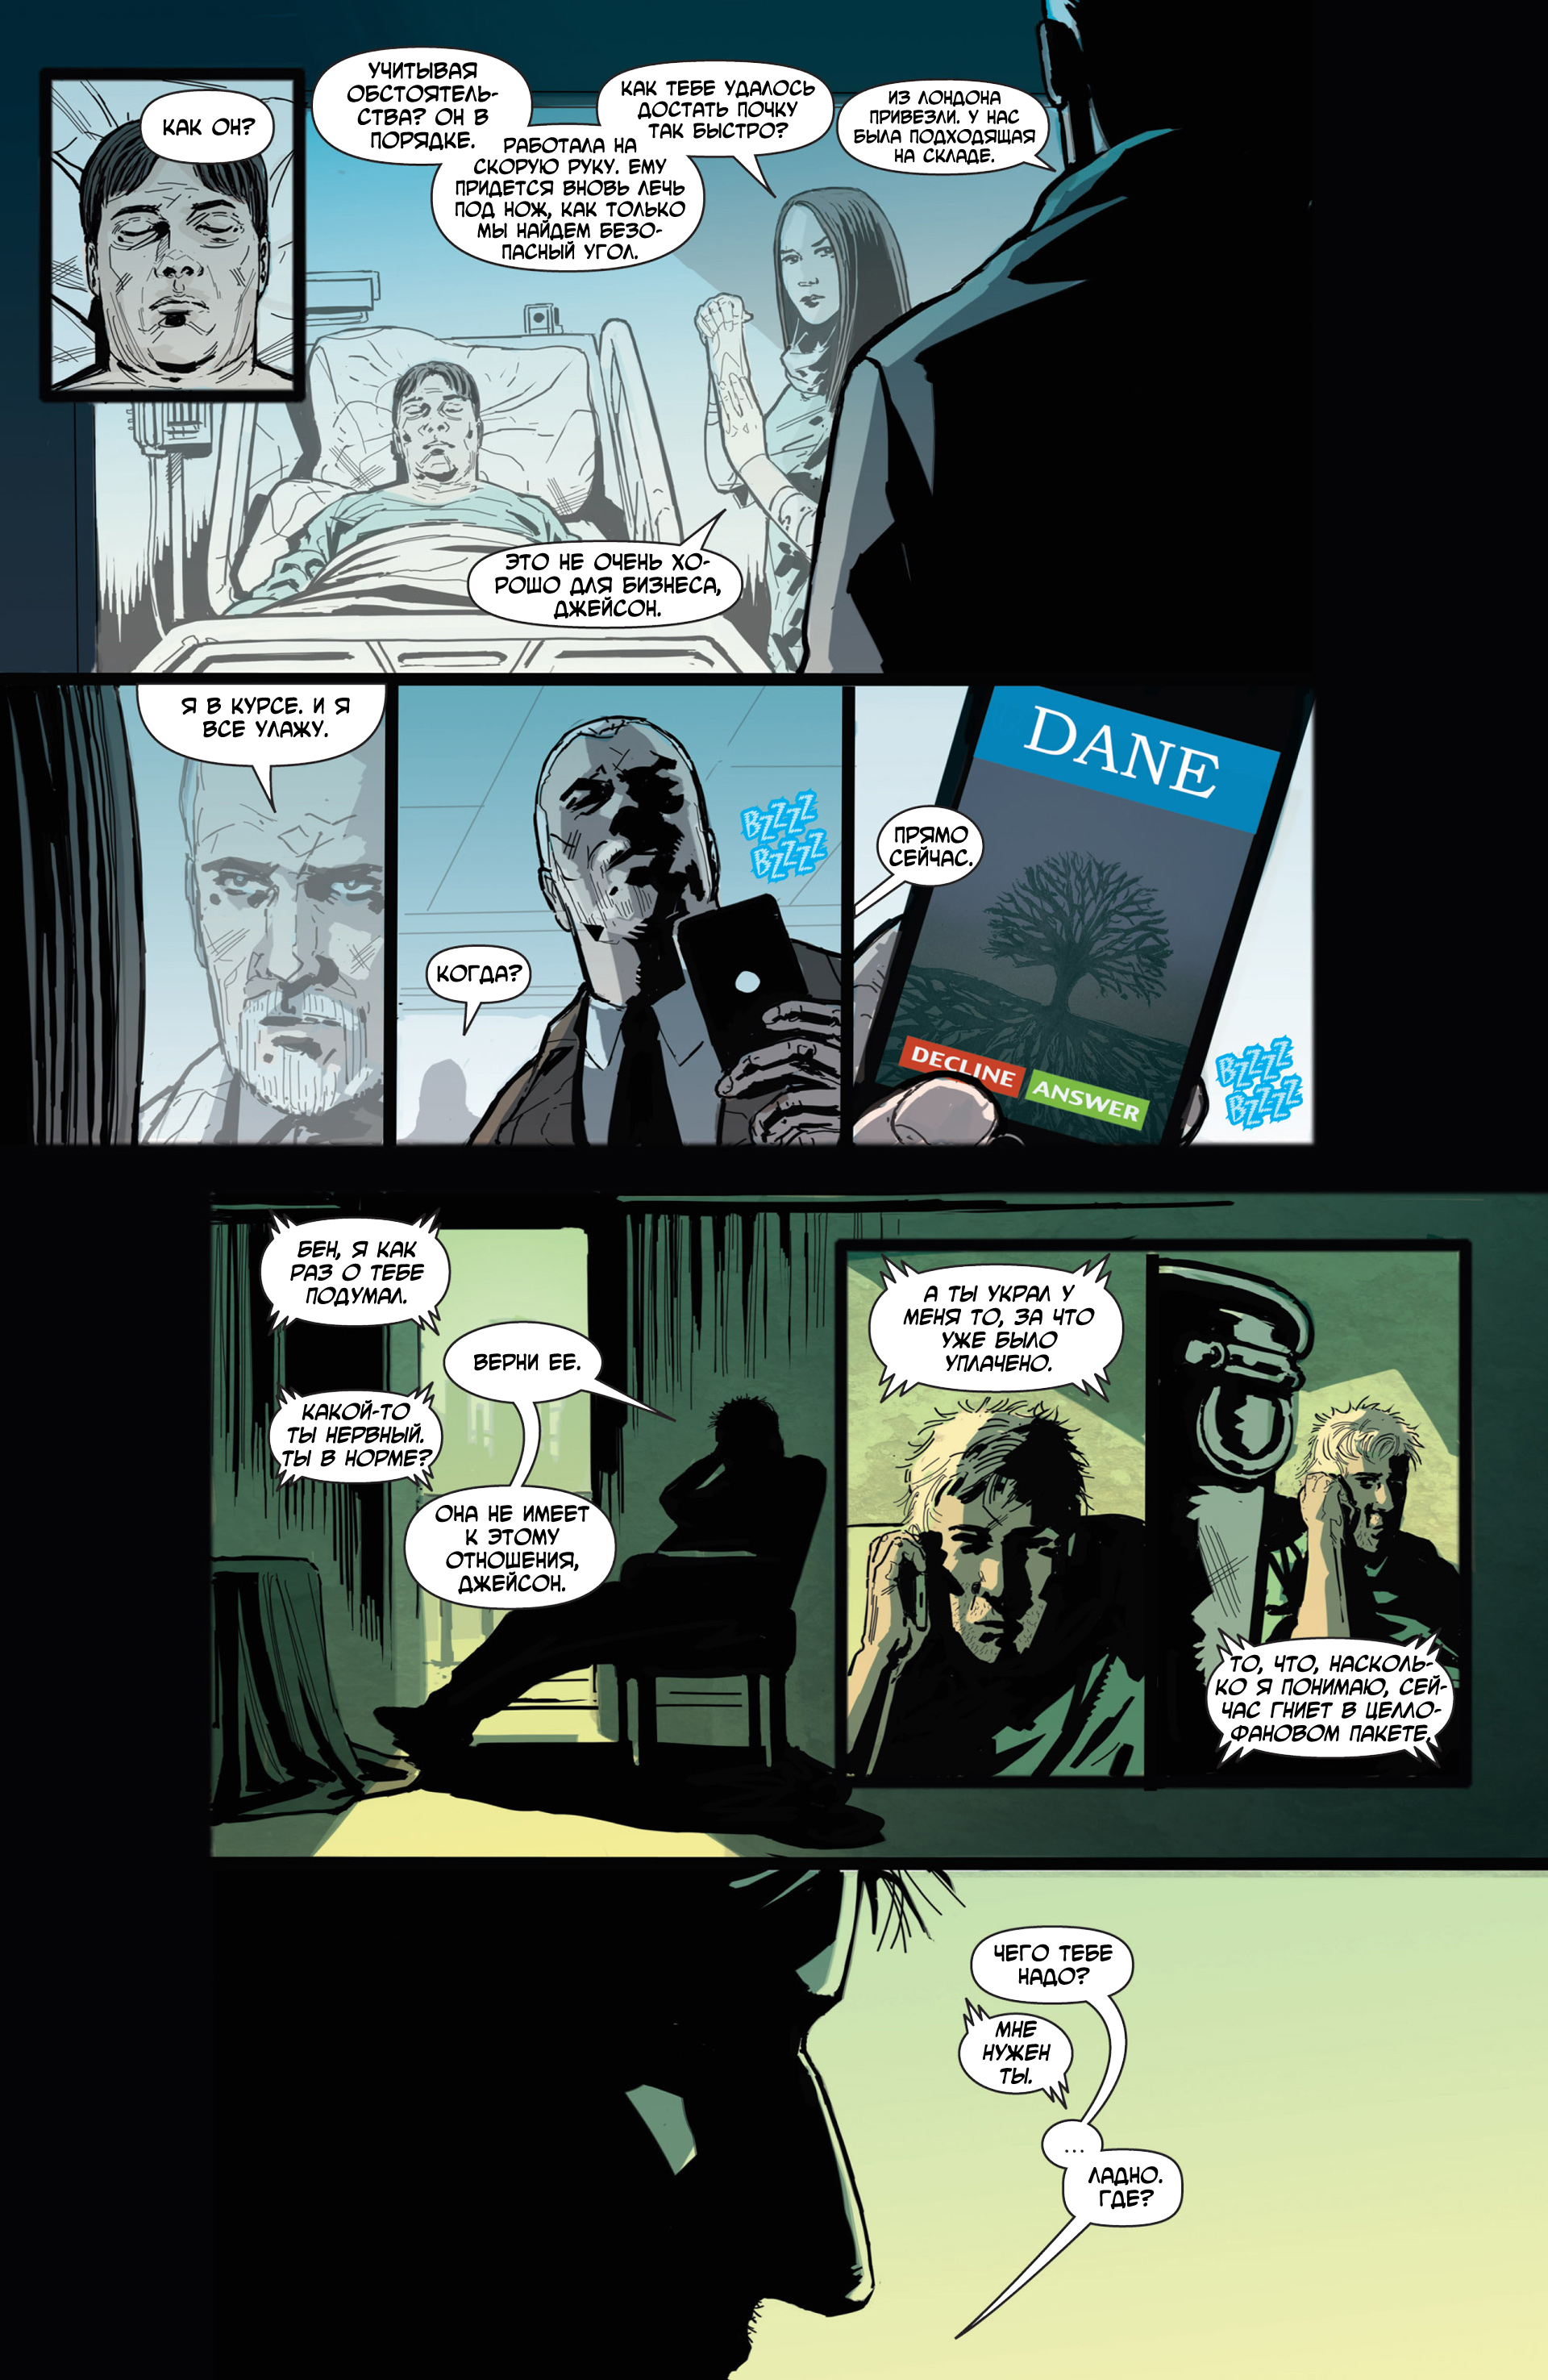 КАК ОН?
УЧИТЫВАЯ
ОБСТОЯТЕЛЬ-
СТВА? ОН В
ПОРЯДКЕ.
РАБОТАЛА НА
СКОРУЮ РУКУ. ЕМУ
ПРИДЕТСЯ ВНОВЬ ЛЕЧЬ
ПОД НОЖ, КАК ТОЛЬКО
МЫ НАЙДЕМ БЕЗО-
ПАСНЫЙ УГОЛ.
КАК ТЕБЕ УДАЛОСЬ
ДОСТАТЬ ПОЧКУ
ТАК БЫСТРО?
ИЗ ЛОНДОНА
ПРИВЕЗЛИ. У НАС
БЫЛА ПОДХОДЯЩАЯ
НА СКЛАДЕ.
ЭТО НЕ ОЧЕНЬ ХО-
РОШО ДЛЯ БИЗНЕСА,
ДЖЕЙСОН.
Я В КУРСЕ. И Я
ВСЕ УЛАЖУ.
КОГДА?
BZZZZ
BZZZZ
ПРЯМО
СЕЙЧАС.
DANE
DECLINE
ANSWER
BZZZZ
BZZZZ
БЕН, Я КАК
РАЗ О ТЕБЕ
ПОДУМАЛ.
ВЕРНИ ЕЕ.
КАКОЙ-ТО
ТЫ НЕРВНЫЙ.
ТЫ В НОРМЕ?
ОНА НЕ ИМЕЕТ
К ЭТОМУ
ОТНОШЕНИЯ,
ДЖЕЙСОН.
А ТЫ УКРАЛ У
МЕНЯ ТО, ЗА ЧТО
УЖЕ БЫЛО
УПЛАЧЕНО.
ТО, ЧТО, НАСКОЛЬ-
КО Я ПОНИМАЮ, СЕЙ-
ЧАС ГНИЕТ В ЦЕЛЛО-
ФАНОВОМ ПАКЕТЕ.
ЧЕГО ТЕБЕ
НАДО?
МНЕ
НУЖЕН
ТЫ.
...
ЛАДНО.
ГДЕ?